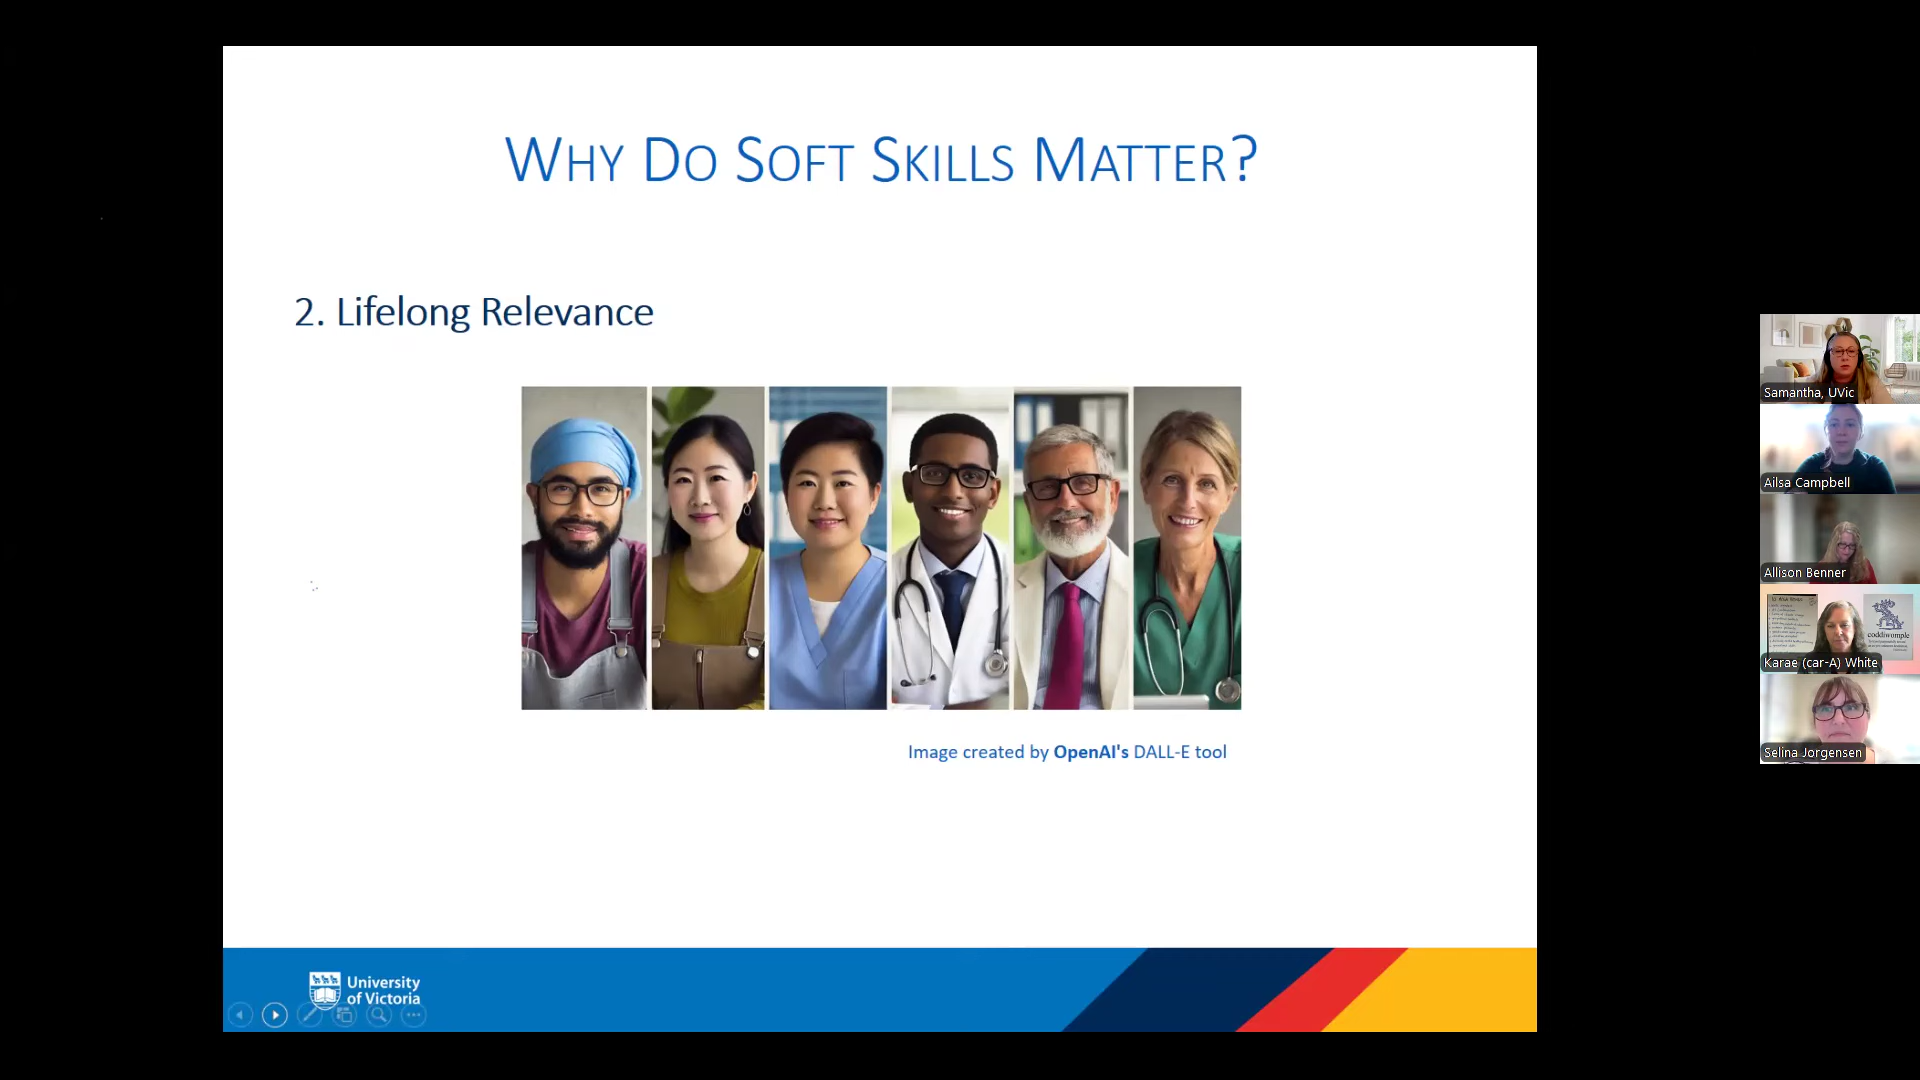 WHY DO SOFT SKILLS MATTER?
2. Lifelong Relevance
Image created by OpenAI's DALL-E tool
University
of Victoria
Samantha, UVic
Ailsa Campbell
Allison Benner
coddiwomple
Karae (car-A) White
Selina Jorgensen